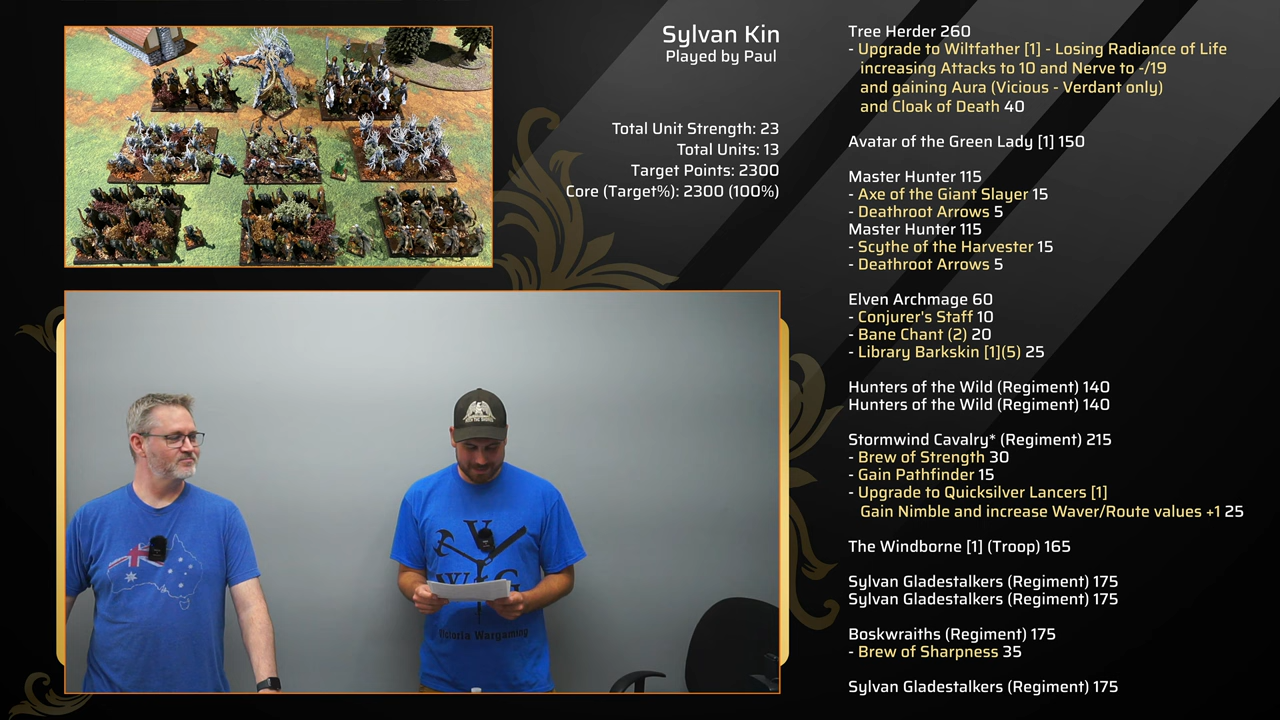 Sylvan Kin
Played by Paul
Total Unit Strength: 23
Total Units: 13
Target Points: 2300
Core (Target%): 2300 (100%)
Tree Herder 260
- Upgrade to Wiltfather [1] - Losing Radiance of Life
increasing Attacks to 10 and Nerve to -/19
and gaining Aura (Vicious - Verdant only)
and Cloak of Death 40
Avatar of the Green Lady [1] 150
Master Hunter 115
- Axe of the Giant Slayer 15
- Deathroot Arrows 5
Master Hunter 115
- Scythe of the Harvester 15
- Deathroot Arrows 5
Elven Archmage 60
- Conjurer's Staff 10
- Bane Chant (2) 20
- Library Barkskin [1](5) 25
Hunters of the Wild (Regiment) 140
Hunters of the Wild (Regiment) 140
Stormwind Cavalry* (Regiment) 215
- Brew of Strength 30
- Gain Pathfinder 15
- Upgrade to Quicksilver Lancers [1]
Gain Nimble and increase Waver/Route values +1 25
The Windborne [1] (Troop) 165
Sylvan Gladestalkers (Regiment) 175
Sylvan Gladestalkers (Regiment) 175
Boskwraiths (Regiment) 175
- Brew of Sharpness 35
Sylvan Gladestalkers (Regiment) 175
V
W G
Victoria Wargaming